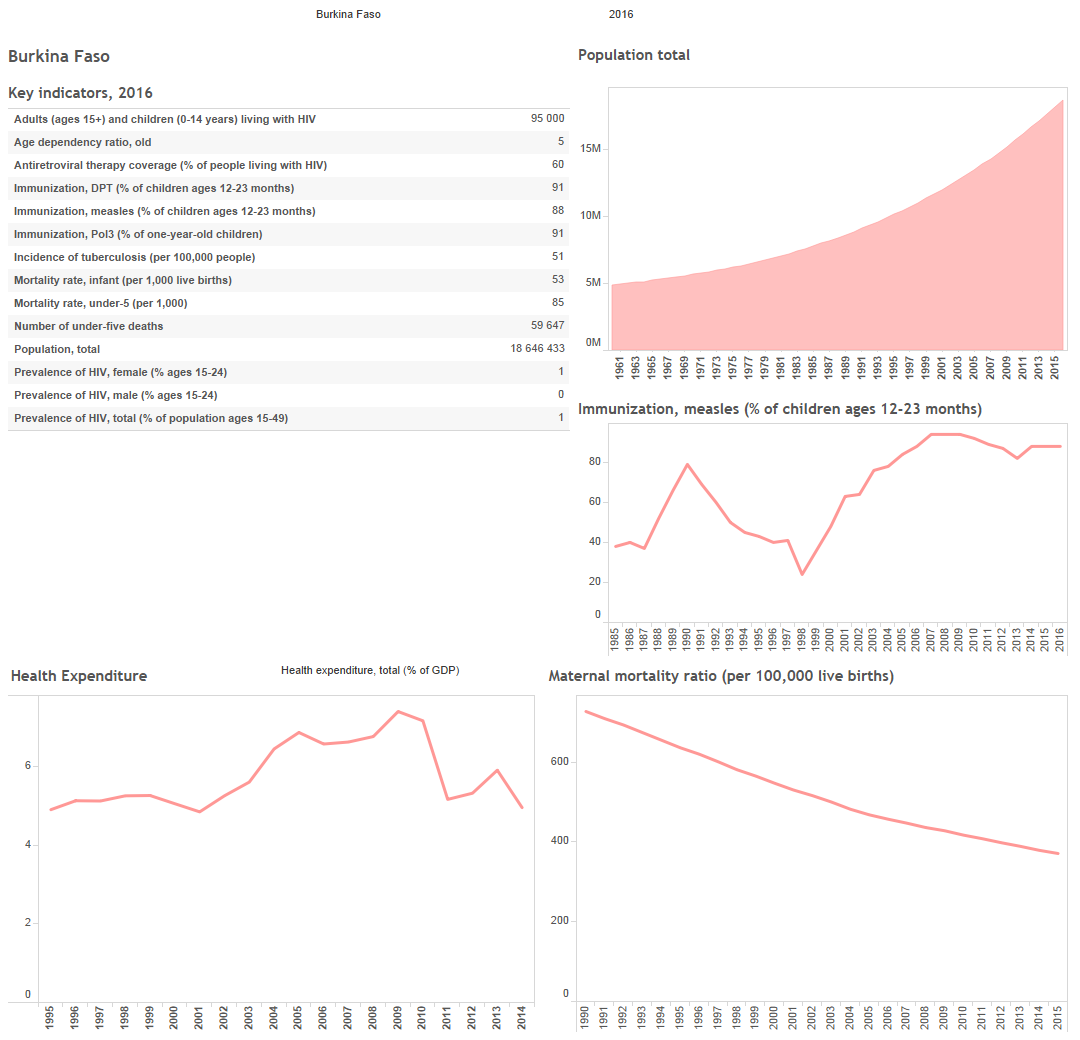 Burkina Faso 2016
Burkina Faso
Key indicators, 2016
Adults (ages 15+) and children (0-14 years) living with HIV 95 000
Age dependency ratio, old 5
Antiretroviral therapy coverage (% of people living with HIV) 60
Immunization, DPT (% of children ages 12-23 months) 91
Immunization, measles (% of children ages 12-23 months) 88
Immunization, Pol3 (% of one-year-old children) 91
Incidence of tuberculosis (per 100,000 people) 51
Mortality rate, infant (per 1,000 live births) 53
Mortality rate, under-5 (per 1,000) 85
Number of under-five deaths 59 647
Population, total 18 646 433
Prevalence of HIV, female (% ages 15-24) 1
Prevalence of HIV, male (% ages 15-24) 0
Prevalence of HIV, total (% of population ages 15-49) 1
Population total
15M
10M
5M
0M
1961 1963 1965 1967 1969 1971 1973 1975 1977 1979 1981 1983 1985 1987 1989 1991 1993 1995 1997 1999 2001 2003 2005 2007 2009 2011 2013 2015
Immunization, measles (% of children ages 12-23 months)
80
60
40
20
0
1985 1986 1987 1988 1989 1990 1991 1992 1993 1994 1995 1996 1997 1998 1999 2000 2001 2002 2003 2004 2005 2006 2007 2008 2009 2010 2011 2012 2013 2014 2015 2016
Health Expenditure Health expenditure, total (% of GDP)
6
4
2
0
1995 1996 1997 1998 1999 2000 2001 2002 2003 2004 2005 2006 2007 2008 2009 2010 2011 2012 2013 2014
Maternal mortality ratio (per 100,000 live births)
600
400
200
0
1990 1991 1992 1993 1994 1995 1996 1997 1998 1999 2000 2001 2002 2003 2004 2005 2006 2007 2008 2009 2010 2011 2012 2013 2014 2015